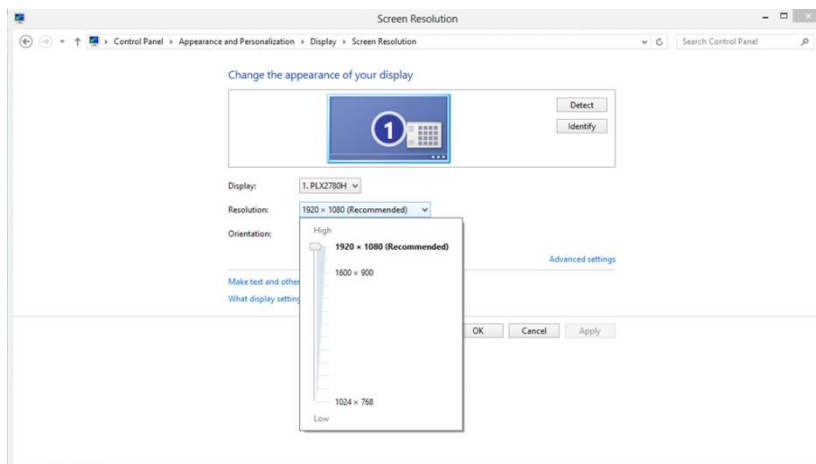 Screen Resolution
Control Panel ▸ Appearance and Personalization ▸ Display ▸ Screen Resolution
Search Control Panel
Change the appearance of your display
1
Detect
Identify
Display:
1. PLX2780H
Resolution:
1920 × 1080 (Recommended)
Orientation:
High
1920 × 1080 (Recommended)
1600 × 900
1024 × 768
Low
Advanced settings
Make text and other
What display setting
OK
Cancel
Apply